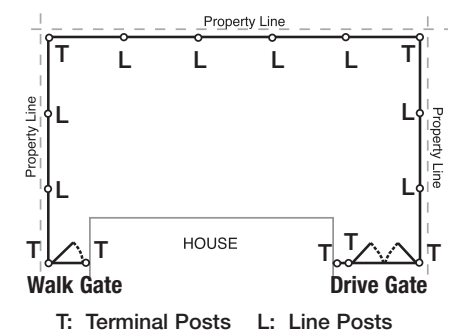 Property Line
T L L L L T
Property Line
L L
Property Line
L L
HOUSE
T T T T T
Walk Gate Drive Gate
T: Terminal Posts L: Line Posts